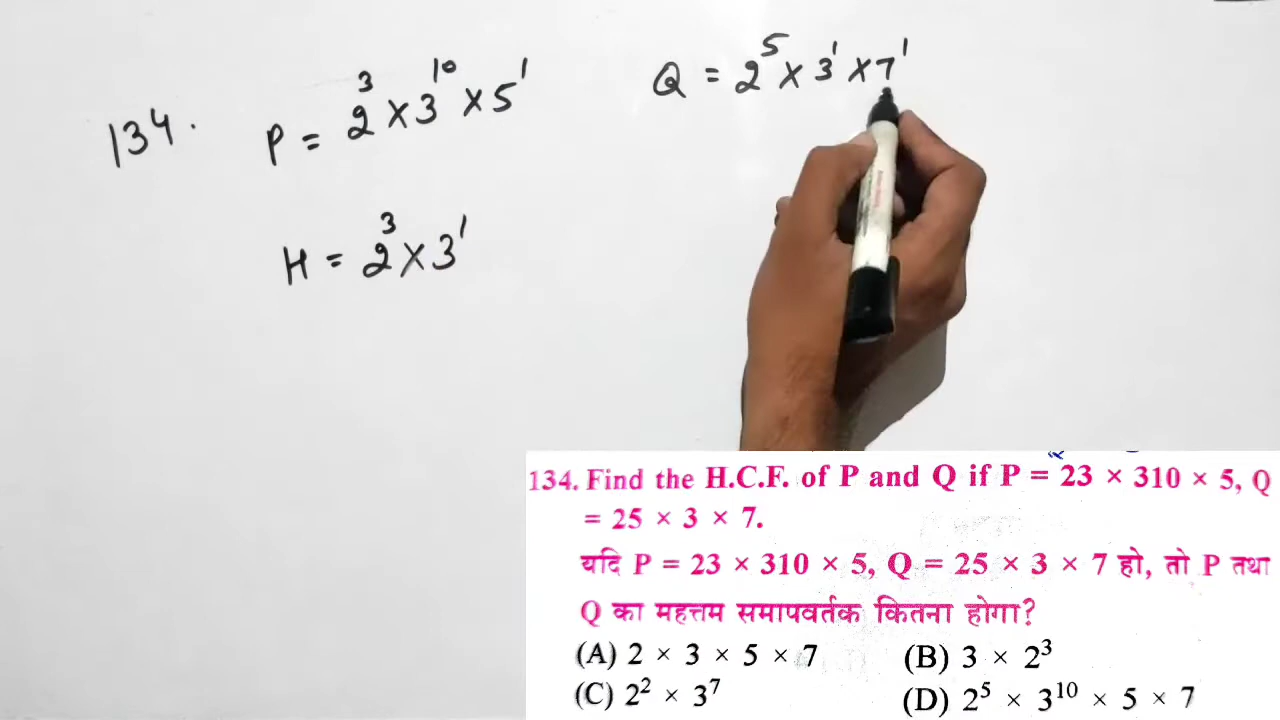 134. P = 2³ × 3¹⁰ × 5¹ Q = 2⁵ × 3¹ × 7¹
H = 2³ × 3¹
134. Find the H.C.F. of P and Q if P = 23 × 310 × 5, Q
= 25 × 3 × 7.
यदि P = 23 × 310 × 5, Q = 25 × 3 × 7 हो, तो P तथा
Q का महत्तम समापवर्तक कितना होगा?
(A) 2 × 3 × 5 × 7 (B) 3 × 2³
(C) 2² × 3⁷ (D) 2⁵ × 3¹⁰ × 5 × 7